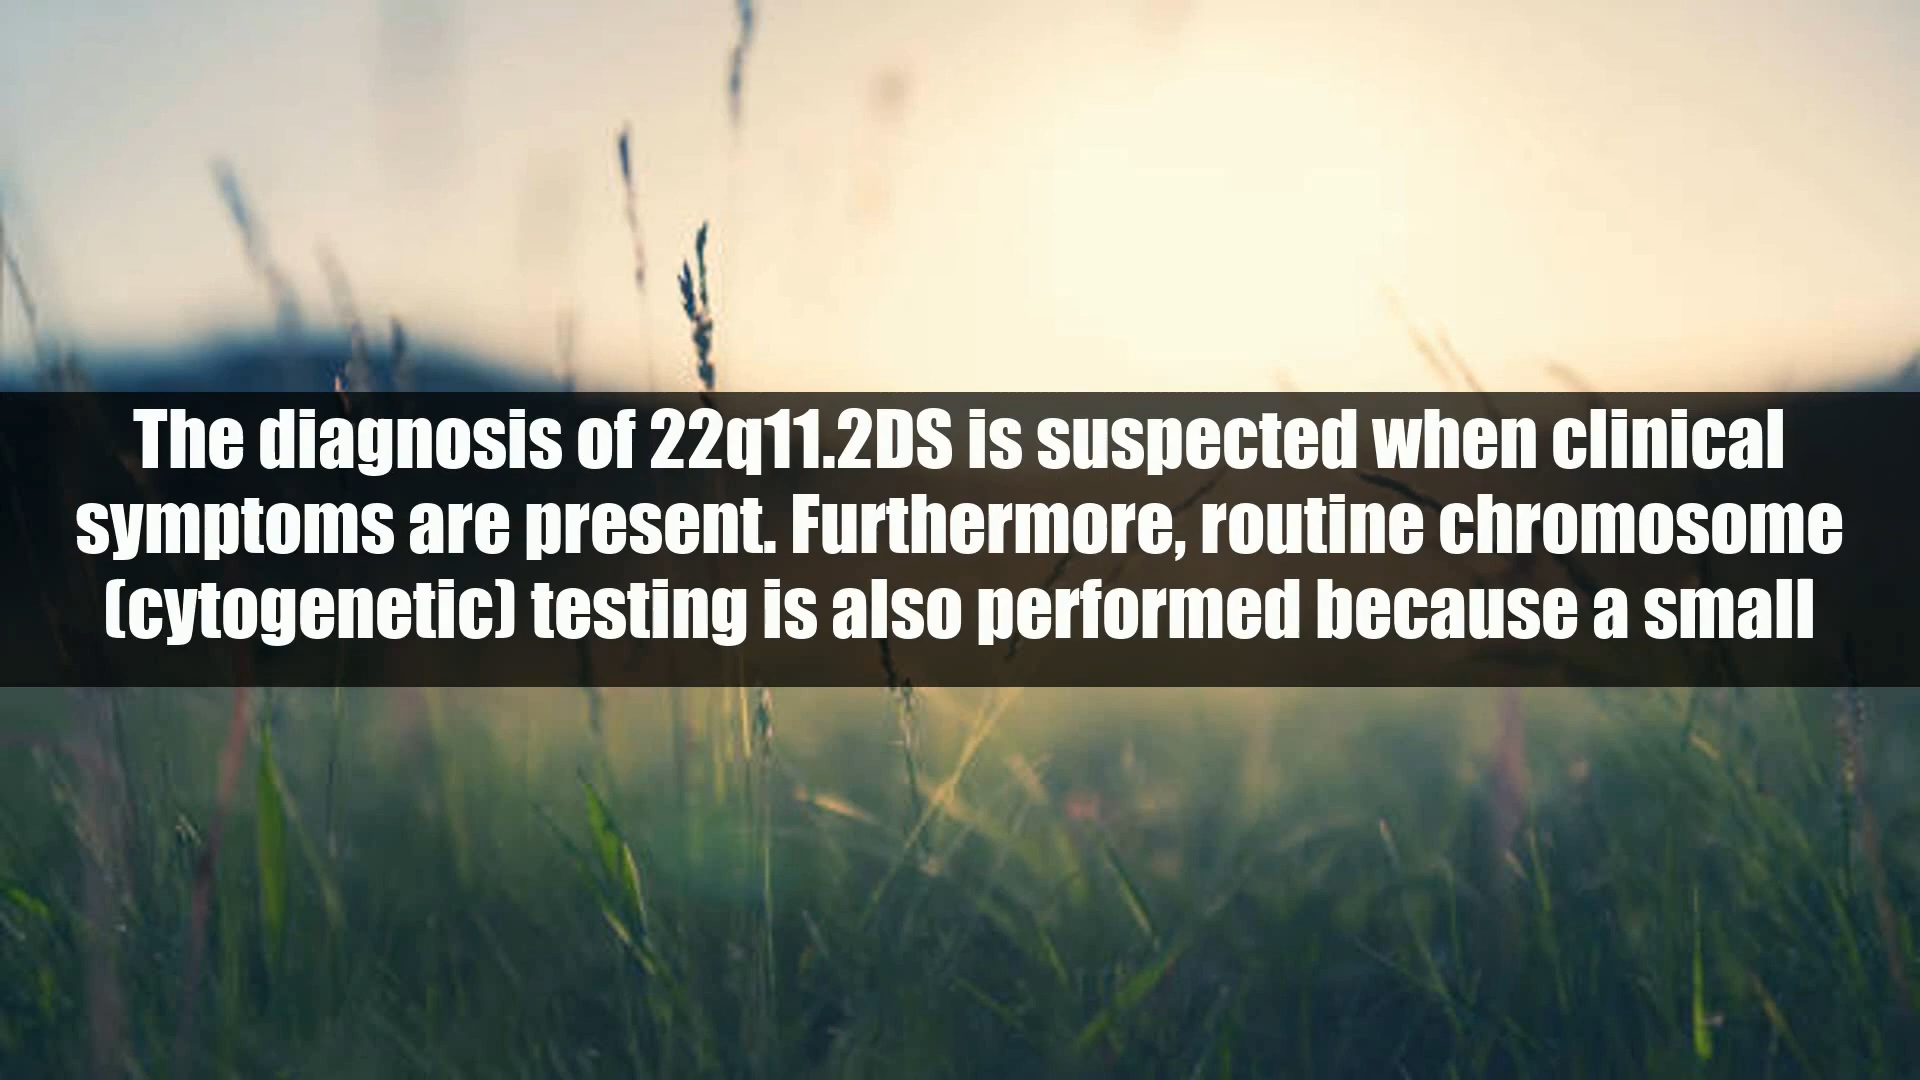 The diagnosis of 22q11.2DS is suspected when clinical
symptoms are present. Furthermore, routine chromosome
(cytogenetic) testing is also performed because a small